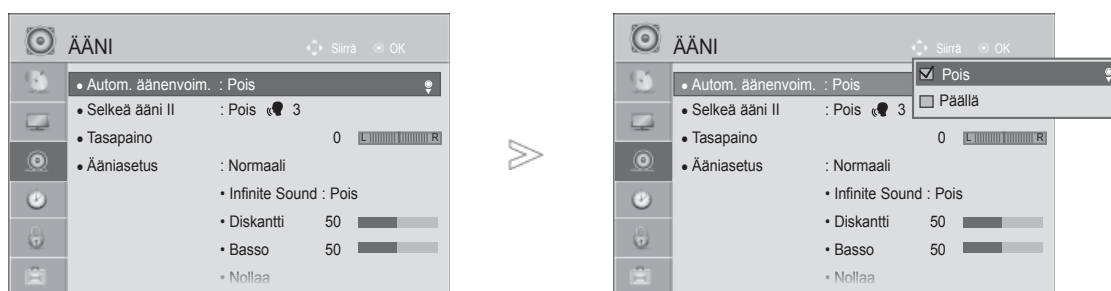 ÄÄNI
Siirrä OK
• Autom. äänenvoim. : Pois
• Selkeä ääni II : Pois 3
• Tasapaino 0 L R
• Ääniasetus : Normaali
• Infinite Sound : Pois
• Diskantti 50
• Basso 50
• Nollaa
>>
ÄÄNI
Siirrä OK
• Autom. äänenvoim. : Pois
Pois
Päällä
• Selkeä ääni II : Pois 3
• Tasapaino 0 L R
• Ääniasetus : Normaali
• Infinite Sound : Pois
• Diskantti 50
• Basso 50
• Nollaa